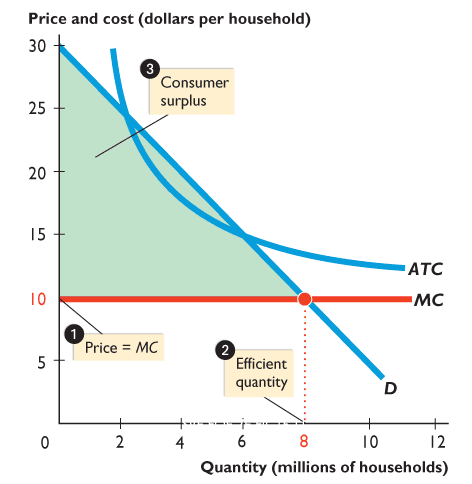 Price and cost (dollars per household)
30
3
Consumer
surplus
25
20
15
ATC
10
MC
1
Price = MC
2
Efficient
quantity
5
D
0
2
4
6
8
10
12
Quantity (millions of households)